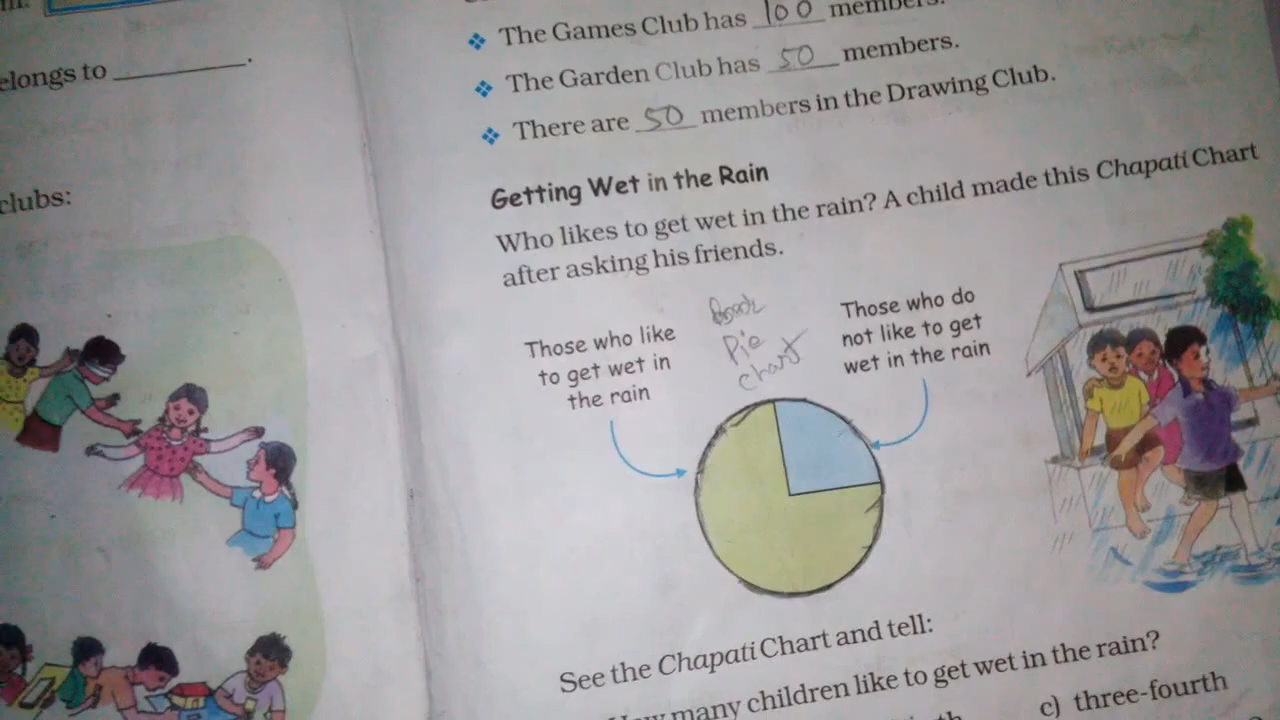 elongs to ________.
clubs:
❖ The Games Club has 100 members.
❖ The Garden Club has 50 members.
❖ There are 50 members in the Drawing Club.
Getting Wet in the Rain
Who likes to get wet in the rain? A child made this Chapati Chart
after asking his friends.
Those who like
to get wet in
the rain
Pie
chart
Those who do
not like to get
wet in the rain
See the Chapati Chart and tell:
many children like to get wet in the rain?
c) three-fourth